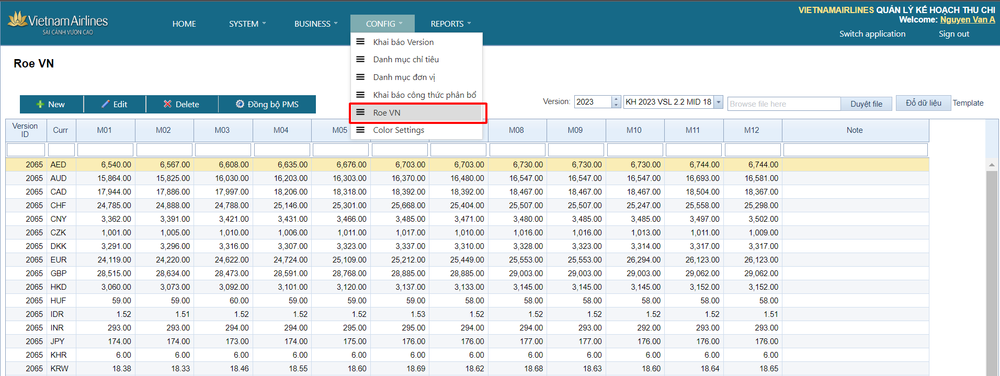 VIETNAMAIRLINES QUẢN LÝ KẾ HOẠCH THU CHI
Welcome: Nguyen Van A
Switch application Sign out
Vietnam Airlines
SẢI CÁNH VƯƠN CAO
HOME SYSTEM BUSINESS CONFIG REPORTS
Khai báo Version
Danh mục chỉ tiêu
Danh mục đơn vị
Khai báo công thức phân bổ
Roe VN
Color Settings
Roe VN
New Edit Delete Đồng bộ PMS
Version: 2023 KH 2023 VSL 2.2 MID 18 Browse file here Duyệt file Đổ dữ liệu Template
Version ID Curr M01 M02 M03 M04 M05 M08 M09 M10 M11 M12 Note
2065 AED 6,540.00 6,567.00 6,608.00 6,635.00 6,676.00 6,703.00 6,703.00 6,730.00 6,730.00 6,730.00 6,744.00 6,744.00
2065 AUD 15,864.00 15,825.00 16,030.00 16,203.00 16,303.00 16,370.00 16,480.00 16,547.00 16,547.00 16,547.00 16,693.00 16,581.00
2065 CAD 17,944.00 17,886.00 17,997.00 18,206.00 18,318.00 18,392.00 18,392.00 18,467.00 18,467.00 18,467.00 18,504.00 18,367.00
2065 CHF 24,785.00 24,888.00 24,788.00 25,146.00 25,301.00 25,668.00 25,404.00 25,507.00 25,507.00 25,247.00 25,558.00 25,298.00
2065 CNY 3,362.00 3,391.00 3,421.00 3,431.00 3,466.00 3,485.00 3,471.00 3,480.00 3,485.00 3,485.00 3,497.00 3,502.00
2065 CZK 1,001.00 1,005.00 1,010.00 1,006.00 1,011.00 1,017.00 1,010.00 1,016.00 1,016.00 1,013.00 1,011.00 1,009.00
2065 DKK 3,291.00 3,296.00 3,316.00 3,307.00 3,323.00 3,337.00 3,310.00 3,328.00 3,323.00 3,314.00 3,317.00 3,317.00
2065 EUR 24,119.00 24,220.00 24,622.00 24,724.00 25,109.00 25,212.00 25,449.00 25,553.00 25,553.00 26,294.00 26,123.00 26,123.00
2065 GBP 28,515.00 28,634.00 28,473.00 28,591.00 28,768.00 28,885.00 28,885.00 29,003.00 29,003.00 29,003.00 29,062.00 29,062.00
2065 HKD 3,060.00 3,073.00 3,092.00 3,101.00 3,120.00 3,137.00 3,133.00 3,145.00 3,145.00 3,145.00 3,152.00 3,152.00
2065 HUF 59.00 59.00 60.00 59.00 59.00 59.00 58.00 58.00 58.00 58.00 58.00 58.00
2065 IDR 1.52 1.51 1.52 1.52 1.52 1.53 1.52 1.52 1.52 1.52 1.52 1.51
2065 INR 293.00 293.00 294.00 294.00 295.00 295.00 294.00 294.00 293.00 292.00 293.00 293.00
2065 JPY 174.00 174.00 173.00 174.00 175.00 176.00 176.00 177.00 177.00 176.00 176.00 176.00
2065 KHR 6.00 6.00 6.00 6.00 6.00 6.00 6.00 6.00 6.00 6.00 6.00 6.00
2065 KRW 18.38 18.33 18.46 18.55 18.60 18.69 18.62 18.68 18.63 18.60 18.64 18.65